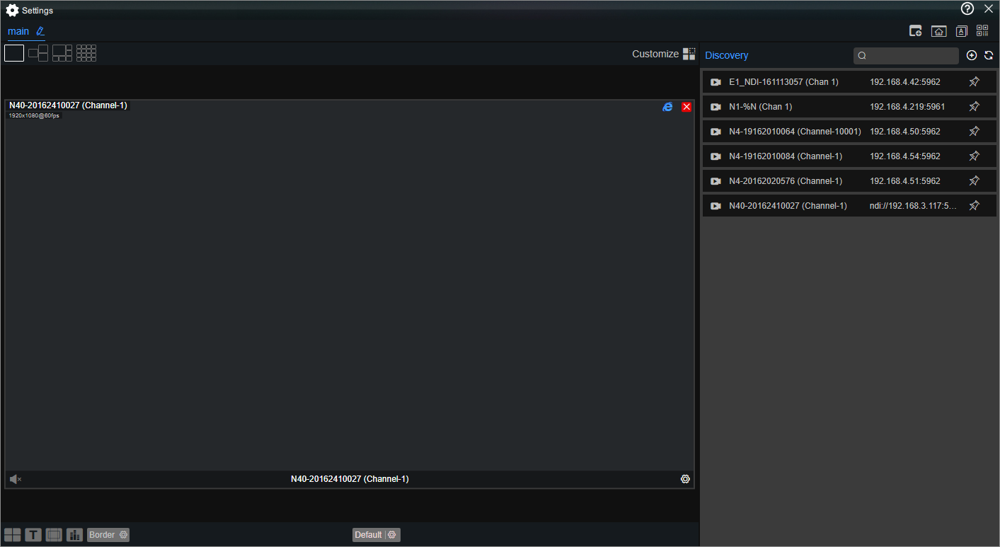 Settings
main
Customize
Discovery
N40-20162410027 (Channel-1)
1920x1080@60fps
E1_NDI-161113057 (Chan 1) 192.168.4.42:5962
N1-%N (Chan 1) 192.168.4.219:5961
N4-19162010064 (Channel-10001) 192.168.4.50:5962
N4-19162010084 (Channel-1) 192.168.4.54:5962
N4-20162020576 (Channel-1) 192.168.4.51:5962
N40-20162410027 (Channel-1) ndi://192.168.3.117:5...
N40-20162410027 (Channel-1)
T Border Default